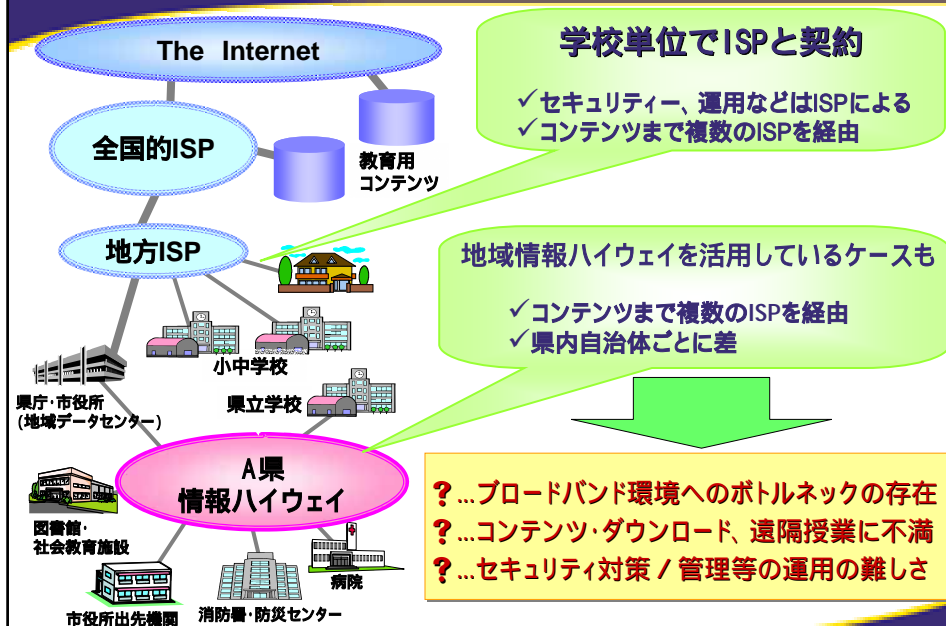 The Internet
全国的ISP
教育用
コンテンツ
地方ISP
小中学校
県立学校
県庁・市役所
(地域データセンター)
A県
情報ハイウェイ
図書館・
社会教育施設
市役所出先機関
消防署・防災センター
病院
学校単位でISPと契約
✓セキュリティー、運用などはISPによる
✓コンテンツまで複数のISPを経由
地域情報ハイウェイを活用しているケースも
✓コンテンツまで複数のISPを経由
✓県内自治体ごとに差
?...ブロードバンド環境へのボトルネックの存在
?...コンテンツ・ダウンロード、遠隔授業に不満
?...セキュリティ対策/管理等の運用の難しさ